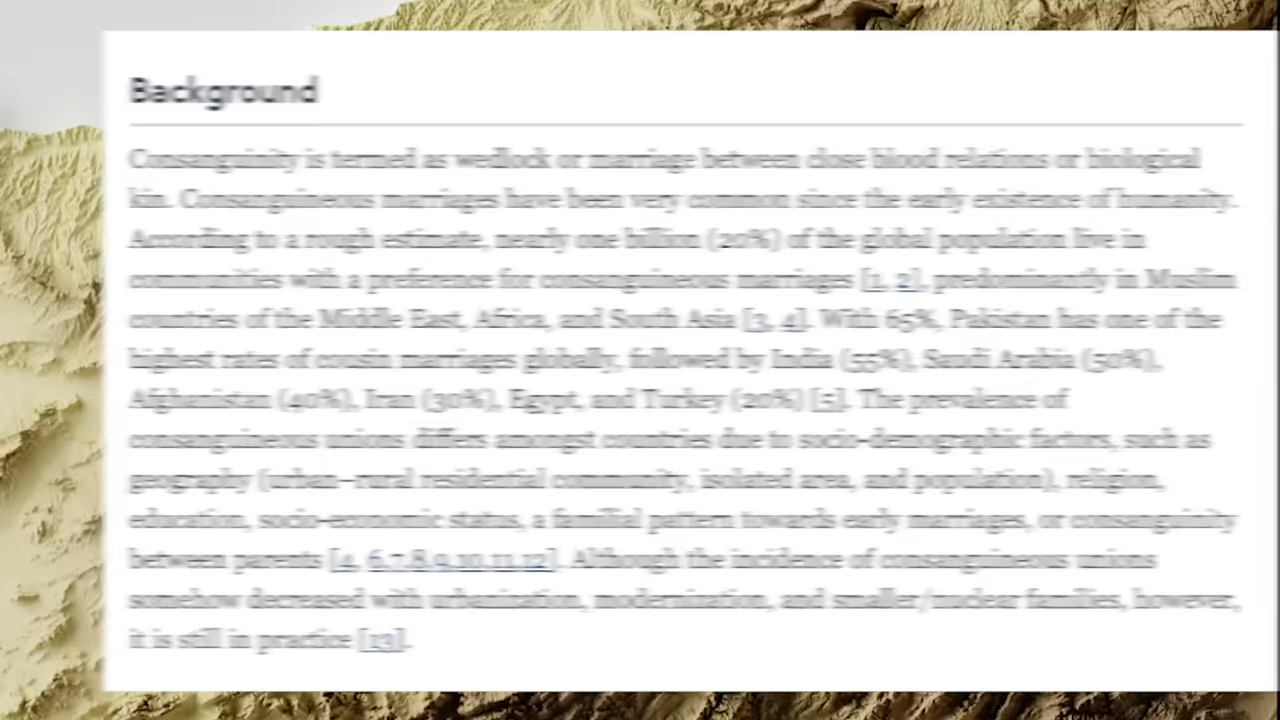 Background
Consanguinity is termed as wedlock or marriage between close blood relations or biological
kin. Consanguineous marriages have been very common since the early existence of humanity.
According to a rough estimate, nearly one billion (20%) of the global population live in
communities with a preference for consanguineous marriages [1, 2], predominantly in Muslim
countries of the Middle East, Africa, and South Asia [3, 4]. With 65%, Pakistan has one of the
highest rates of cousin marriages globally, followed by India (55%), Saudi Arabia (50%),
Afghanistan (40%), Iran (30%), Egypt, and Turkey (20%) [5]. The prevalence of
consanguineous unions differs amongst countries due to socio-demographic factors, such as
geography (urban–rural residential community, isolated area, and population), religion,
education, socio-economic status, a familial pattern towards early marriages, or consanguinity
between parents [4, 6,7,8,9,10,11,12]. Although the incidence of consanguineous unions
somehow decreased with urbanization, modernization, and smaller/nuclear families, however,
it is still in practice [13].